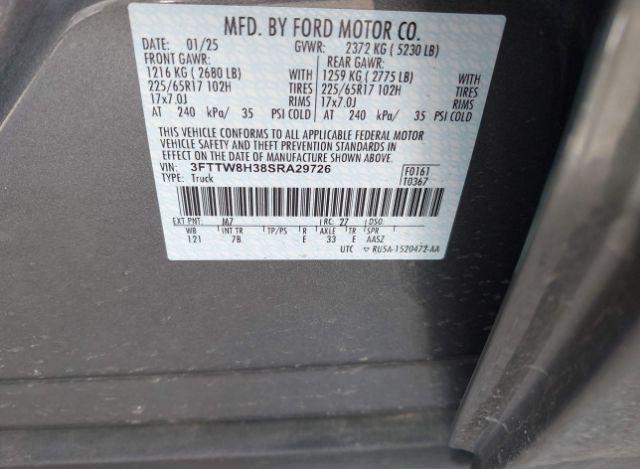 MFD. BY FORD MOTOR CO.
DATE: 01/25 GVWR: 2372 KG ( 5230 LB)
FRONT GAWR: REAR GAWR:
1216 KG ( 2680 LB) WITH 1259 KG ( 2775 LB) WITH
225/65R17 102H TIRES 225/65R17 102H TIRES
17x7.0J RIMS 17x7.0J RIMS
AT 240 kPa/ 35 PSI COLD AT 240 kPa/ 35 PSI COLD
THIS VEHICLE CONFORMS TO ALL APPLICABLE FEDERAL MOTOR
VEHICLE SAFETY AND THEFT PREVENTION STANDARDS IN
EFFECT ON THE DATE OF MANUFACTURE SHOWN ABOVE.
VIN: 3FTTW8H38SRA29726 F0161
TYPE: Truck T0367
EXT PNT: M7 RC: 27 DSO:
WB INT TR TP/PS R AXLE TR SPR
121 7B E 33 E AASZ
UTC RU5A-1520472-AA